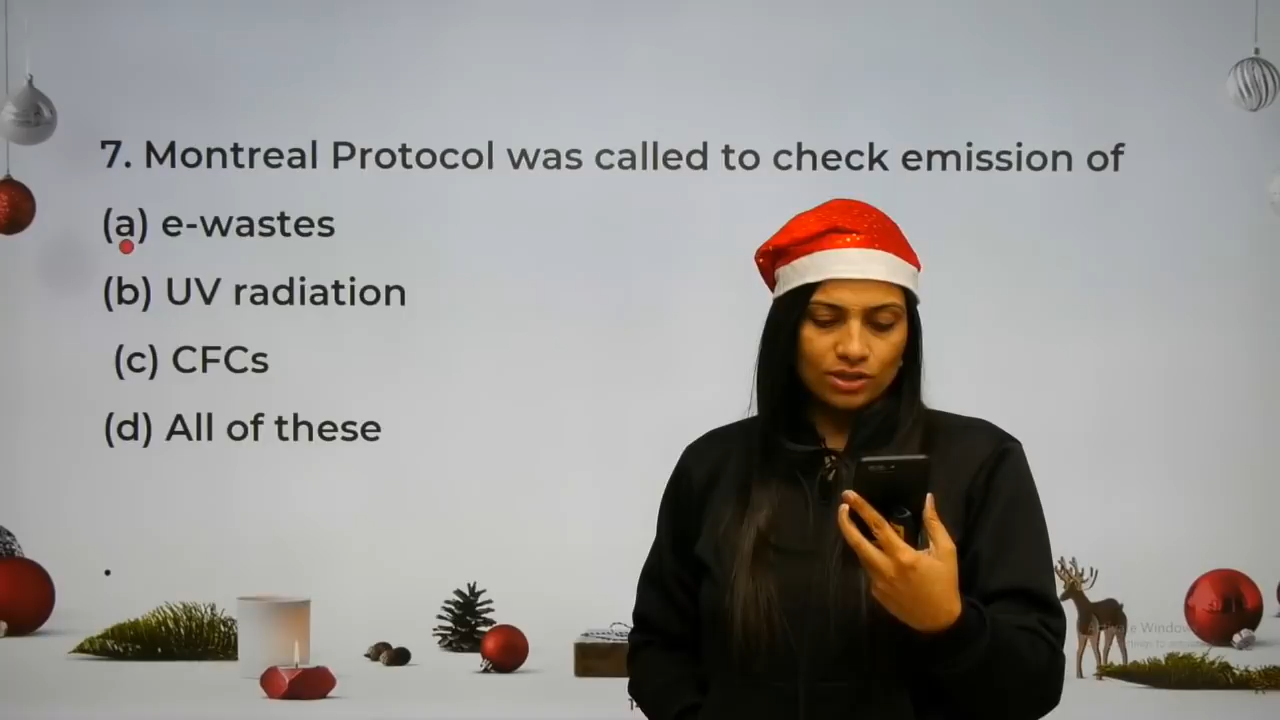 7. Montreal Protocol was called to check emission of
(a) e-wastes
(b) UV radiation
(c) CFCs
(d) All of these